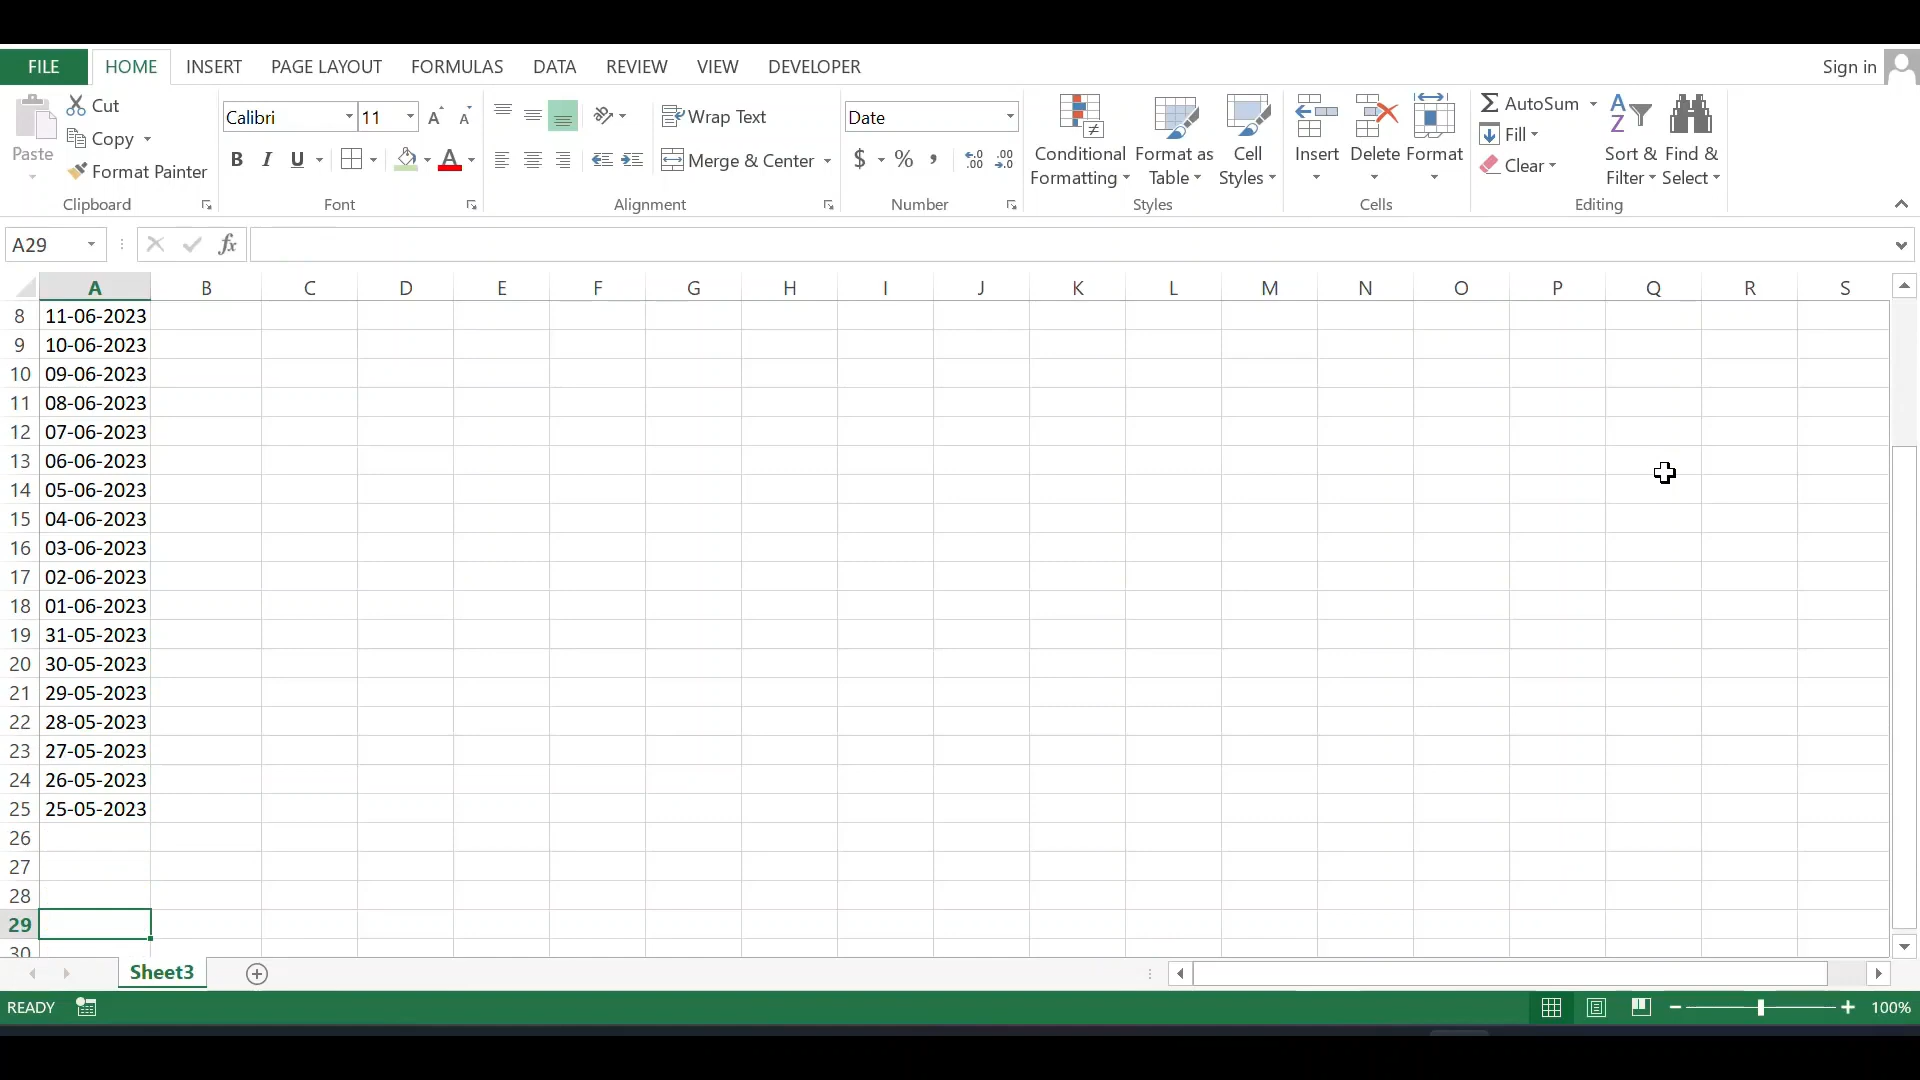 FILE HOME INSERT PAGE LAYOUT FORMULAS DATA REVIEW VIEW DEVELOPER Sign in
Paste
Cut
Copy
Format Painter
Clipboard
Calibri 11 A A
B I U A
Font
Wrap Text
Merge & Center
Alignment
Date
$ % ,
Number
Conditional Formatting
Format as Table
Cell Styles
Styles
Insert
Delete
Format
Cells
AutoSum
Fill
Clear
Sort & Filter
Find & Select
Editing
A29 fx
A B C D E F G H I J K L M N O P Q R S
8 11-06-2023
9 10-06-2023
10 09-06-2023
11 08-06-2023
12 07-06-2023
13 06-06-2023
14 05-06-2023
15 04-06-2023
16 03-06-2023
17 02-06-2023
18 01-06-2023
19 31-05-2023
20 30-05-2023
21 29-05-2023
22 28-05-2023
23 27-05-2023
24 26-05-2023
25 25-05-2023
26
27
28
29
30
Sheet3
READY 100%